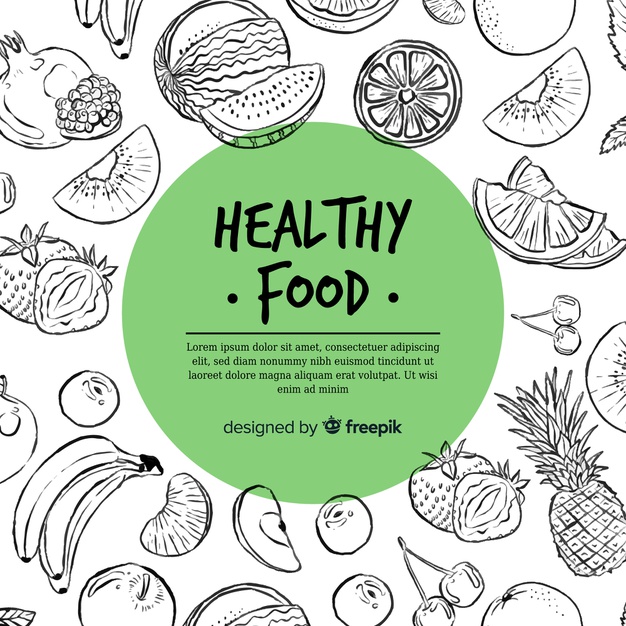 HEALTHY
• FOOD •
Lorem ipsum dolor sit amet, consectetuer adipiscing
elit, sed diam nonummy nibh euismod tincidunt ut
laoreet dolore magna aliquam erat volutpat. Ut wisi
enim ad minim
designed by freepik